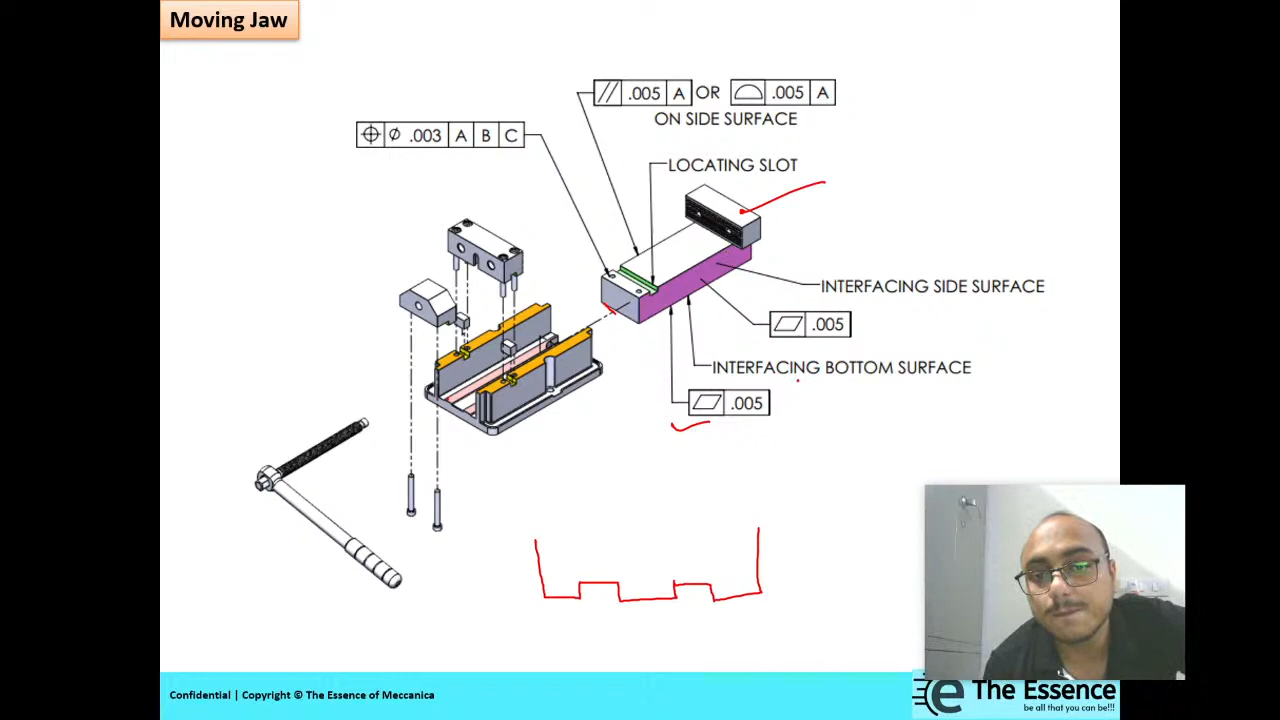 Moving Jaw
// .005 A OR ⌓ .005 A
ON SIDE SURFACE
⌖ ⌀ .003 A B C
LOCATING SLOT
INTERFACING SIDE SURFACE
▱ .005
INTERFACING BOTTOM SURFACE
▱ .005
Confidential | Copyright © The Essence of Meccanica
e The Essence
be all that you can be!!!